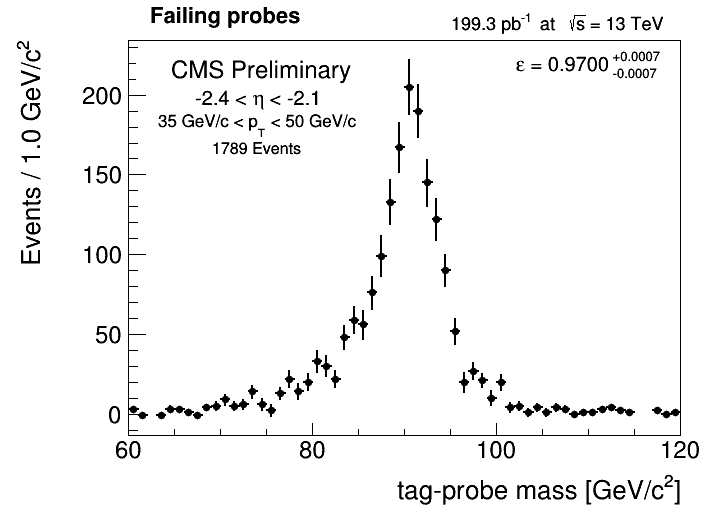 Failing probes
199.3 pb-1 at √s = 13 TeV
CMS Preliminary
ε = 0.9700 +0.0007 -0.0007
-2.4 < η < -2.1
35 GeV/c < pT < 50 GeV/c
1789 Events
Events / 1.0 GeV/c2
200
150
100
50
0
60 80 100 120
tag-probe mass [GeV/c2]